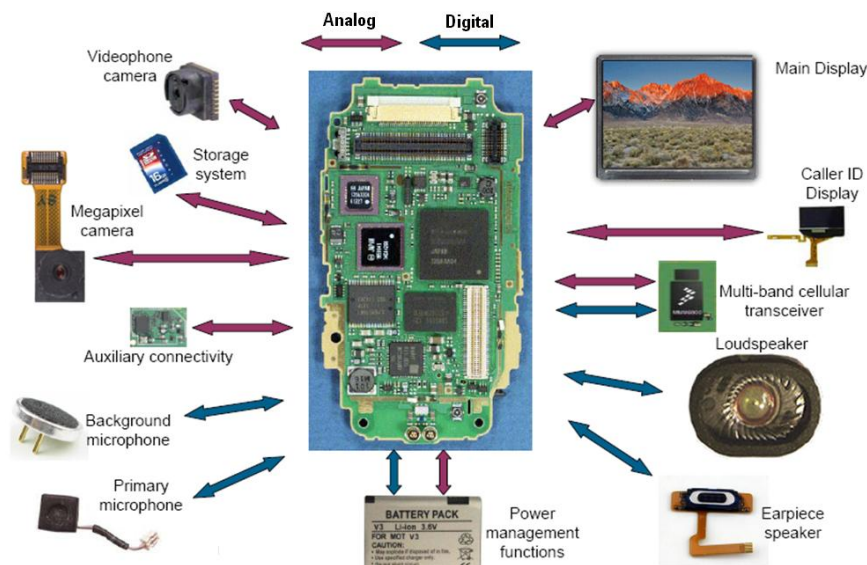 Analog
Digital
Videophone
camera
Main Display
Storage
system
Caller ID
Display
Megapixel
camera
Multi-band cellular
transceiver
Auxiliary connectivity
Loudspeaker
Background
microphone
Primary
microphone
BATTERY PACK
V3 Li-ion 3.6V
FOR MOT V3
CAUTION:
Power
management
functions
Earpiece
speaker